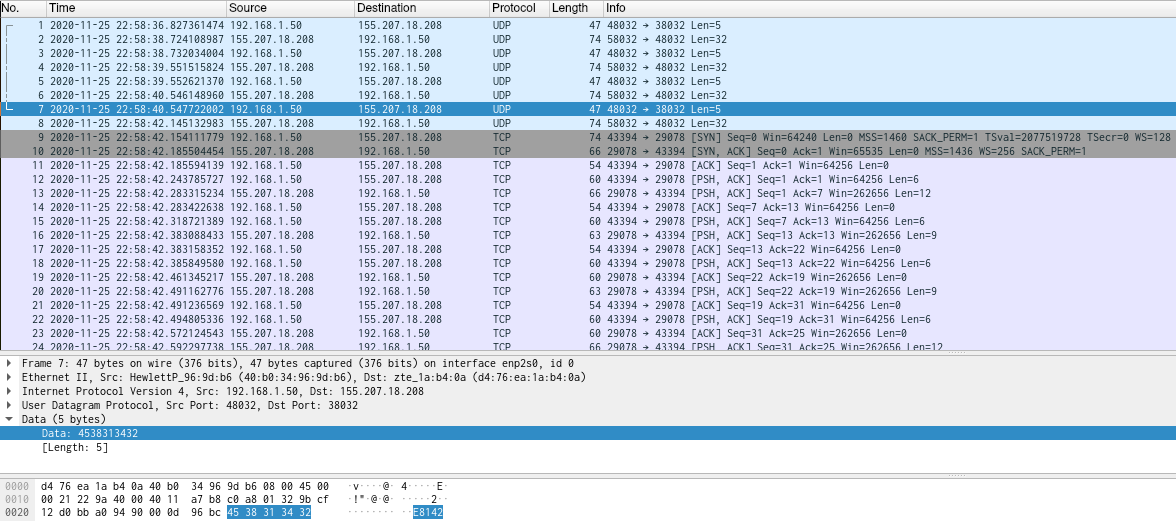 No. Time Source Destination Protocol Length Info
1 2020-11-25 22:58:36.827361474 192.168.1.50 155.207.18.208 UDP 47 48032 → 38032 Len=5
2 2020-11-25 22:58:38.724108987 155.207.18.208 192.168.1.50 UDP 74 58032 → 48032 Len=32
3 2020-11-25 22:58:38.732034004 192.168.1.50 155.207.18.208 UDP 47 48032 → 38032 Len=5
4 2020-11-25 22:58:39.551515824 155.207.18.208 192.168.1.50 UDP 74 58032 → 48032 Len=32
5 2020-11-25 22:58:39.552621370 192.168.1.50 155.207.18.208 UDP 47 48032 → 38032 Len=5
6 2020-11-25 22:58:40.546148960 155.207.18.208 192.168.1.50 UDP 74 58032 → 48032 Len=32
7 2020-11-25 22:58:40.547722002 192.168.1.50 155.207.18.208 UDP 47 48032 → 38032 Len=5
8 2020-11-25 22:58:42.145132983 155.207.18.208 192.168.1.50 UDP 74 58032 → 48032 Len=32
9 2020-11-25 22:58:42.154111779 192.168.1.50 155.207.18.208 TCP 74 43394 → 29078 [SYN] Seq=0 Win=64240 Len=0 MSS=1460 SACK_PERM=1 TSval=2077519728 TSecr=0 WS=128
10 2020-11-25 22:58:42.185504454 155.207.18.208 192.168.1.50 TCP 66 29078 → 43394 [SYN, ACK] Seq=0 Ack=1 Win=65535 Len=0 MSS=1436 WS=256 SACK_PERM=1
11 2020-11-25 22:58:42.185594139 192.168.1.50 155.207.18.208 TCP 54 43394 → 29078 [ACK] Seq=1 Ack=1 Win=64256 Len=0
12 2020-11-25 22:58:42.243785727 192.168.1.50 155.207.18.208 TCP 60 43394 → 29078 [PSH, ACK] Seq=1 Ack=1 Win=64256 Len=6
13 2020-11-25 22:58:42.283315234 155.207.18.208 192.168.1.50 TCP 66 29078 → 43394 [PSH, ACK] Seq=1 Ack=7 Win=262656 Len=12
14 2020-11-25 22:58:42.283422638 192.168.1.50 155.207.18.208 TCP 54 43394 → 29078 [ACK] Seq=7 Ack=13 Win=64256 Len=0
15 2020-11-25 22:58:42.318721389 192.168.1.50 155.207.18.208 TCP 60 43394 → 29078 [PSH, ACK] Seq=7 Ack=13 Win=64256 Len=6
16 2020-11-25 22:58:42.383088433 155.207.18.208 192.168.1.50 TCP 63 29078 → 43394 [PSH, ACK] Seq=13 Ack=13 Win=262656 Len=9
17 2020-11-25 22:58:42.383158352 192.168.1.50 155.207.18.208 TCP 54 43394 → 29078 [ACK] Seq=13 Ack=22 Win=64256 Len=0
18 2020-11-25 22:58:42.385849580 192.168.1.50 155.207.18.208 TCP 60 43394 → 29078 [PSH, ACK] Seq=13 Ack=22 Win=64256 Len=6
19 2020-11-25 22:58:42.461345217 155.207.18.208 192.168.1.50 TCP 60 29078 → 43394 [ACK] Seq=22 Ack=19 Win=262656 Len=0
20 2020-11-25 22:58:42.491162776 155.207.18.208 192.168.1.50 TCP 63 29078 → 43394 [PSH, ACK] Seq=22 Ack=19 Win=262656 Len=9
21 2020-11-25 22:58:42.491236569 192.168.1.50 155.207.18.208 TCP 54 43394 → 29078 [ACK] Seq=19 Ack=31 Win=64256 Len=0
22 2020-11-25 22:58:42.494805336 192.168.1.50 155.207.18.208 TCP 60 43394 → 29078 [PSH, ACK] Seq=19 Ack=31 Win=64256 Len=6
23 2020-11-25 22:58:42.572124543 155.207.18.208 192.168.1.50 TCP 60 29078 → 43394 [ACK] Seq=31 Ack=25 Win=262656 Len=0
24 2020-11-25 22:58:42.592297738 155.207.18.208 192.168.1.50 TCP 66 29078 → 43394 [PSH, ACK] Seq=31 Ack=25 Win=262656 Len=12
Frame 7: 47 bytes on wire (376 bits), 47 bytes captured (376 bits) on interface enp2s0, id 0
Ethernet II, Src: HewlettP_96:9d:b6 (40:b0:34:96:9d:b6), Dst: zte_1a:b4:0a (d4:76:ea:1a:b4:0a)
Internet Protocol Version 4, Src: 192.168.1.50, Dst: 155.207.18.208
User Datagram Protocol, Src Port: 48032, Dst Port: 38032
Data (5 bytes)
Data: 4538313432
[Length: 5]
0000 d4 76 ea 1a b4 0a 40 b0 34 96 9d b6 08 00 45 00 ·v····@· 4·····E·
0010 00 21 22 9a 40 00 40 11 a7 b8 c0 a8 01 32 9b cf ·!"·@·@· ·····2··
0020 12 d0 bb a0 94 90 00 0d 96 bc 45 38 31 34 32 ········ ··E8142